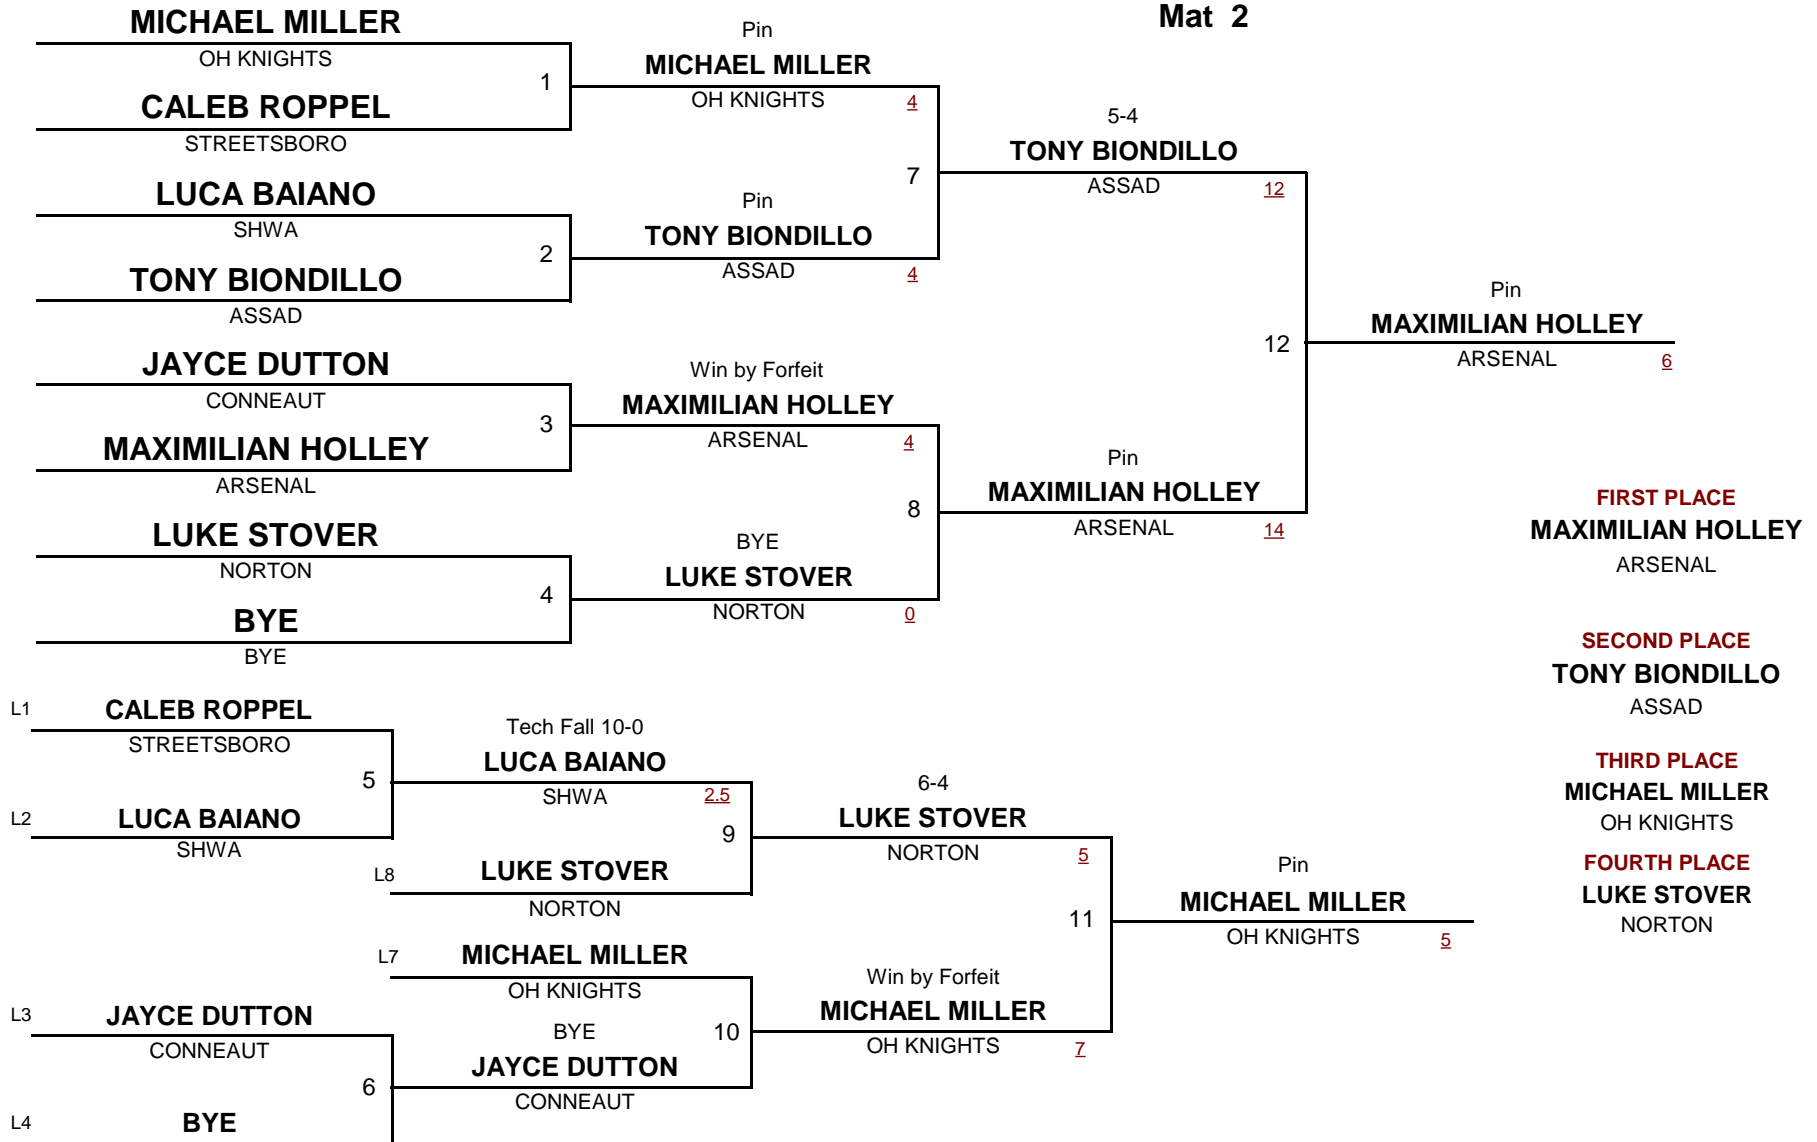 Mat 2
MICHAEL MILLER
OH KNIGHTS
1
CALEB ROPPEL
STREETSBORO
LUCA BAIANO
SHWA
2
TONY BIONDILLO
ASSAD
JAYCE DUTTON
CONNEAUT
3
MAXIMILIAN HOLLEY
ARSENAL
LUKE STOVER
NORTON
4
BYE
BYE
Pin
MICHAEL MILLER
OH KNIGHTS
4
7
Pin
TONY BIONDILLO
ASSAD
4
Win by Forfeit
MAXIMILIAN HOLLEY
ARSENAL
4
8
BYE
LUKE STOVER
NORTON
0
5-4
TONY BIONDILLO
ASSAD
12
12
Pin
MAXIMILIAN HOLLEY
ARSENAL
14
Pin
MAXIMILIAN HOLLEY
ARSENAL
6
FIRST PLACE
MAXIMILIAN HOLLEY
ARSENAL
SECOND PLACE
TONY BIONDILLO
ASSAD
THIRD PLACE
MICHAEL MILLER
OH KNIGHTS
FOURTH PLACE
LUKE STOVER
NORTON
L1
CALEB ROPPEL
STREETSBORO
5
L2
LUCA BAIANO
SHWA
L3
JAYCE DUTTON
CONNEAUT
6
L4
BYE
Tech Fall 10-0
LUCA BAIANO
SHWA
2.5
9
L8
LUKE STOVER
NORTON
L7
MICHAEL MILLER
OH KNIGHTS
BYE
10
JAYCE DUTTON
CONNEAUT
6-4
LUKE STOVER
NORTON
5
11
Win by Forfeit
MICHAEL MILLER
OH KNIGHTS
7
Pin
MICHAEL MILLER
OH KNIGHTS
5